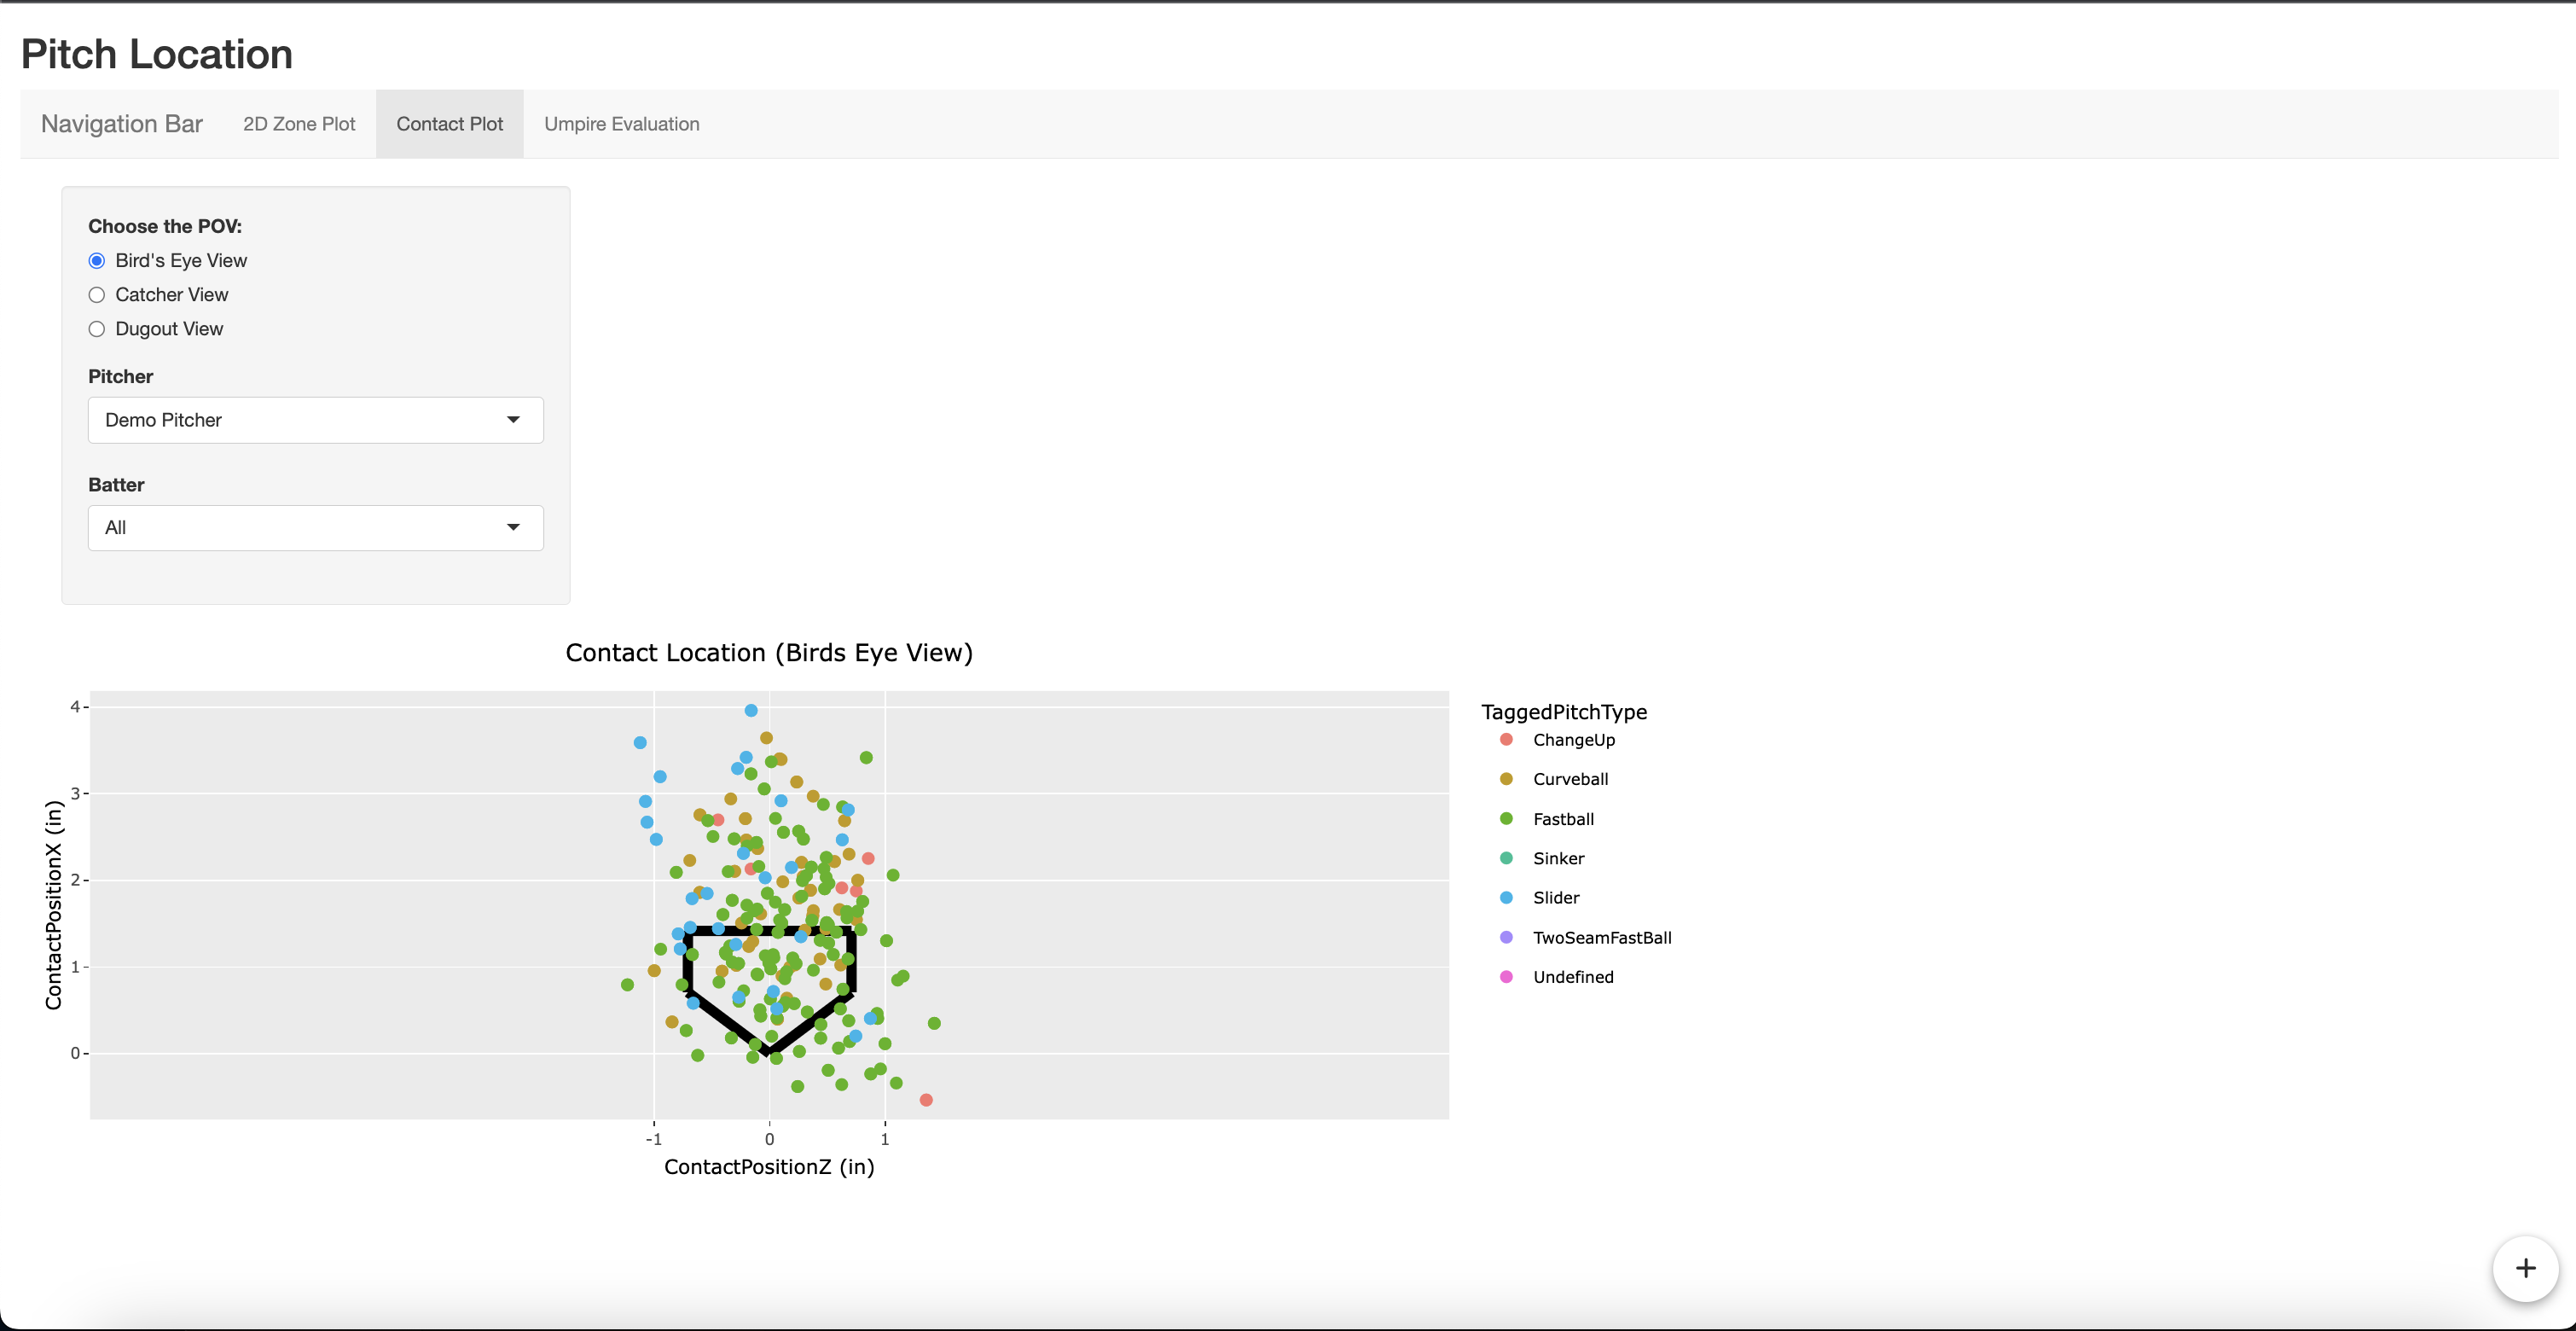 Pitch Location
Navigation Bar 2D Zone Plot Contact Plot Umpire Evaluation
Choose the POV:
Bird's Eye View
Catcher View
Dugout View
Pitcher
Demo Pitcher
Batter
All
Contact Location (Birds Eye View)
4
3
2
1
0
ContactPositionX (in)
-1 0 1
ContactPositionZ (in)
TaggedPitchType
ChangeUp
Curveball
Fastball
Sinker
Slider
TwoSeamFastBall
Undefined
+